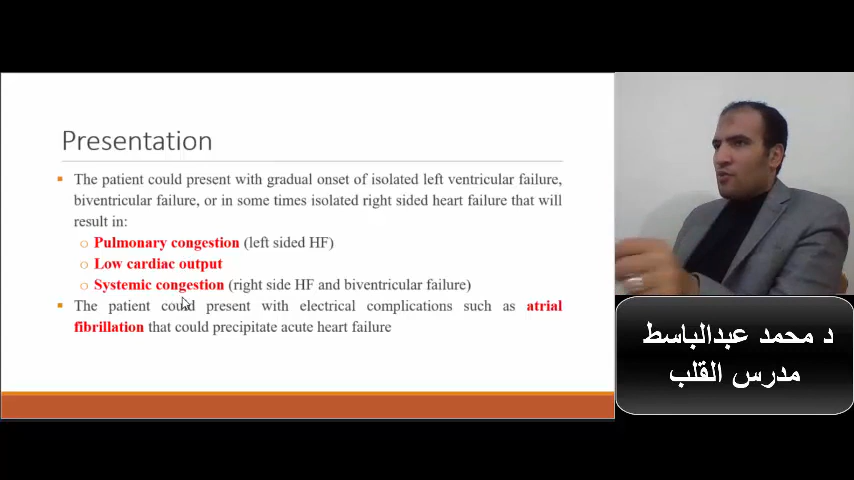 Presentation
The patient could present with gradual onset of isolated left ventricular failure,
biventricular failure, or in some times isolated right sided heart failure that will
result in:
Pulmonary congestion (left sided HF)
Low cardiac output
Systemic congestion (right side HF and biventricular failure)
The patient could present with electrical complications such as atrial
fibrillation that could precipitate acute heart failure
د محمد عبدالباسط
مدرس القلب